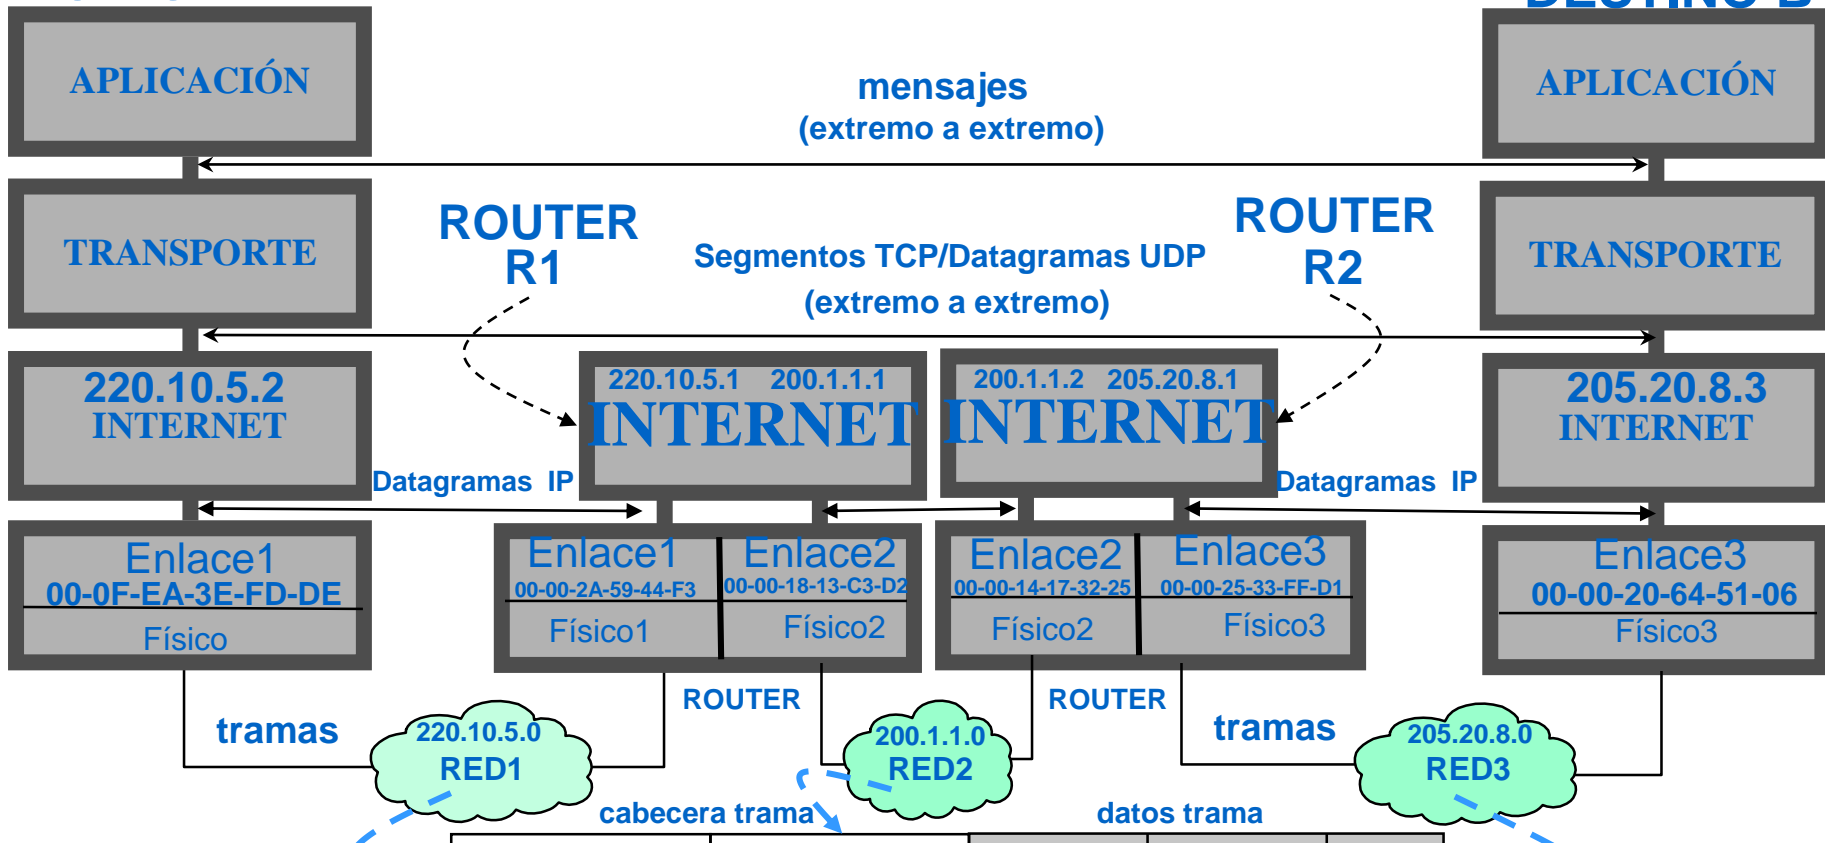 DESTINO B
APLICACIÓN
mensajes
(extremo a extremo)
APLICACIÓN
TRANSPORTE
ROUTER
R1
Segmentos TCP/Datagramas UDP
(extremo a extremo)
ROUTER
R2
TRANSPORTE
220.10.5.2
INTERNET
220.10.5.1 200.1.1.1
INTERNET
200.1.1.2 205.20.8.1
INTERNET
205.20.8.3
INTERNET
Datagramas IP
Datagramas IP
Enlace1
00-0F-EA-3E-FD-DE
Físico
Enlace1
00-00-2A-59-44-F3
Físico1
Enlace2
00-00-18-13-C3-D2
Físico2
Enlace2
00-00-14-17-32-25
Físico2
Enlace3
00-00-25-33-FF-D1
Físico3
Enlace3
00-00-20-64-51-06
Físico3
ROUTER
ROUTER
tramas
220.10.5.0
RED1
200.1.1.0
RED2
tramas
205.20.8.0
RED3
cabecera trama
datos trama